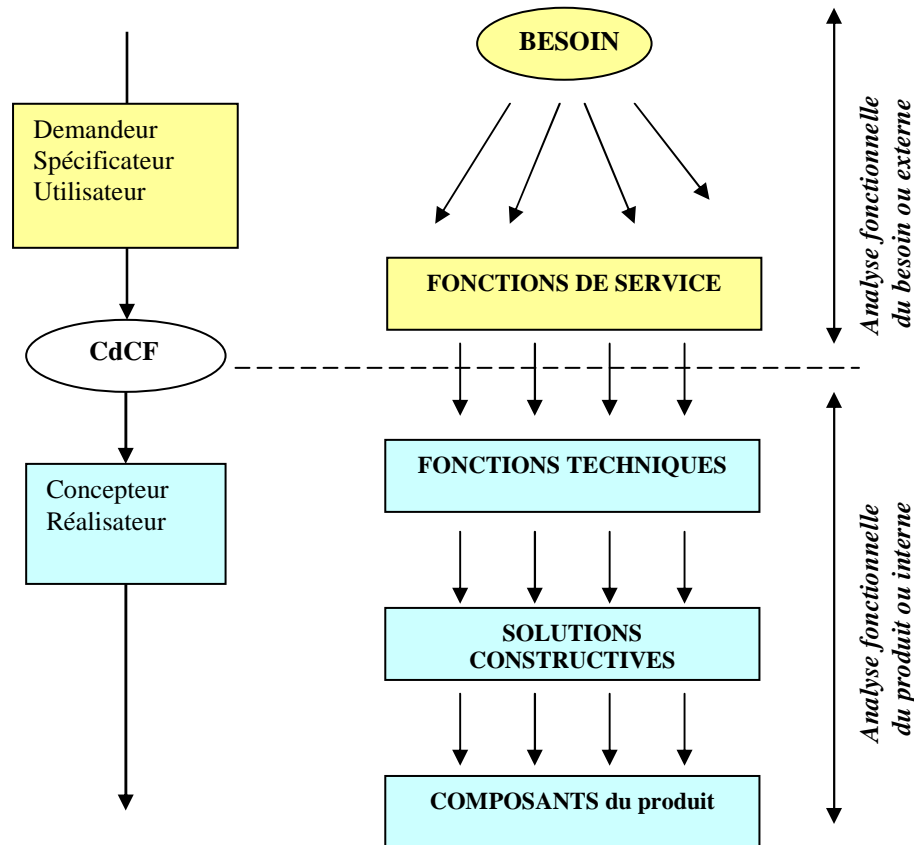 BESOIN
Demandeur
Spécificateur
Utilisateur
FONCTIONS DE SERVICE
Analyse fonctionnelle
du besoin ou externe
CdCF
FONCTIONS TECHNIQUES
Concepteur
Réalisateur
SOLUTIONS
CONSTRUCTIVES
COMPOSANTS du produit
Analyse fonctionnelle
du produit ou interne